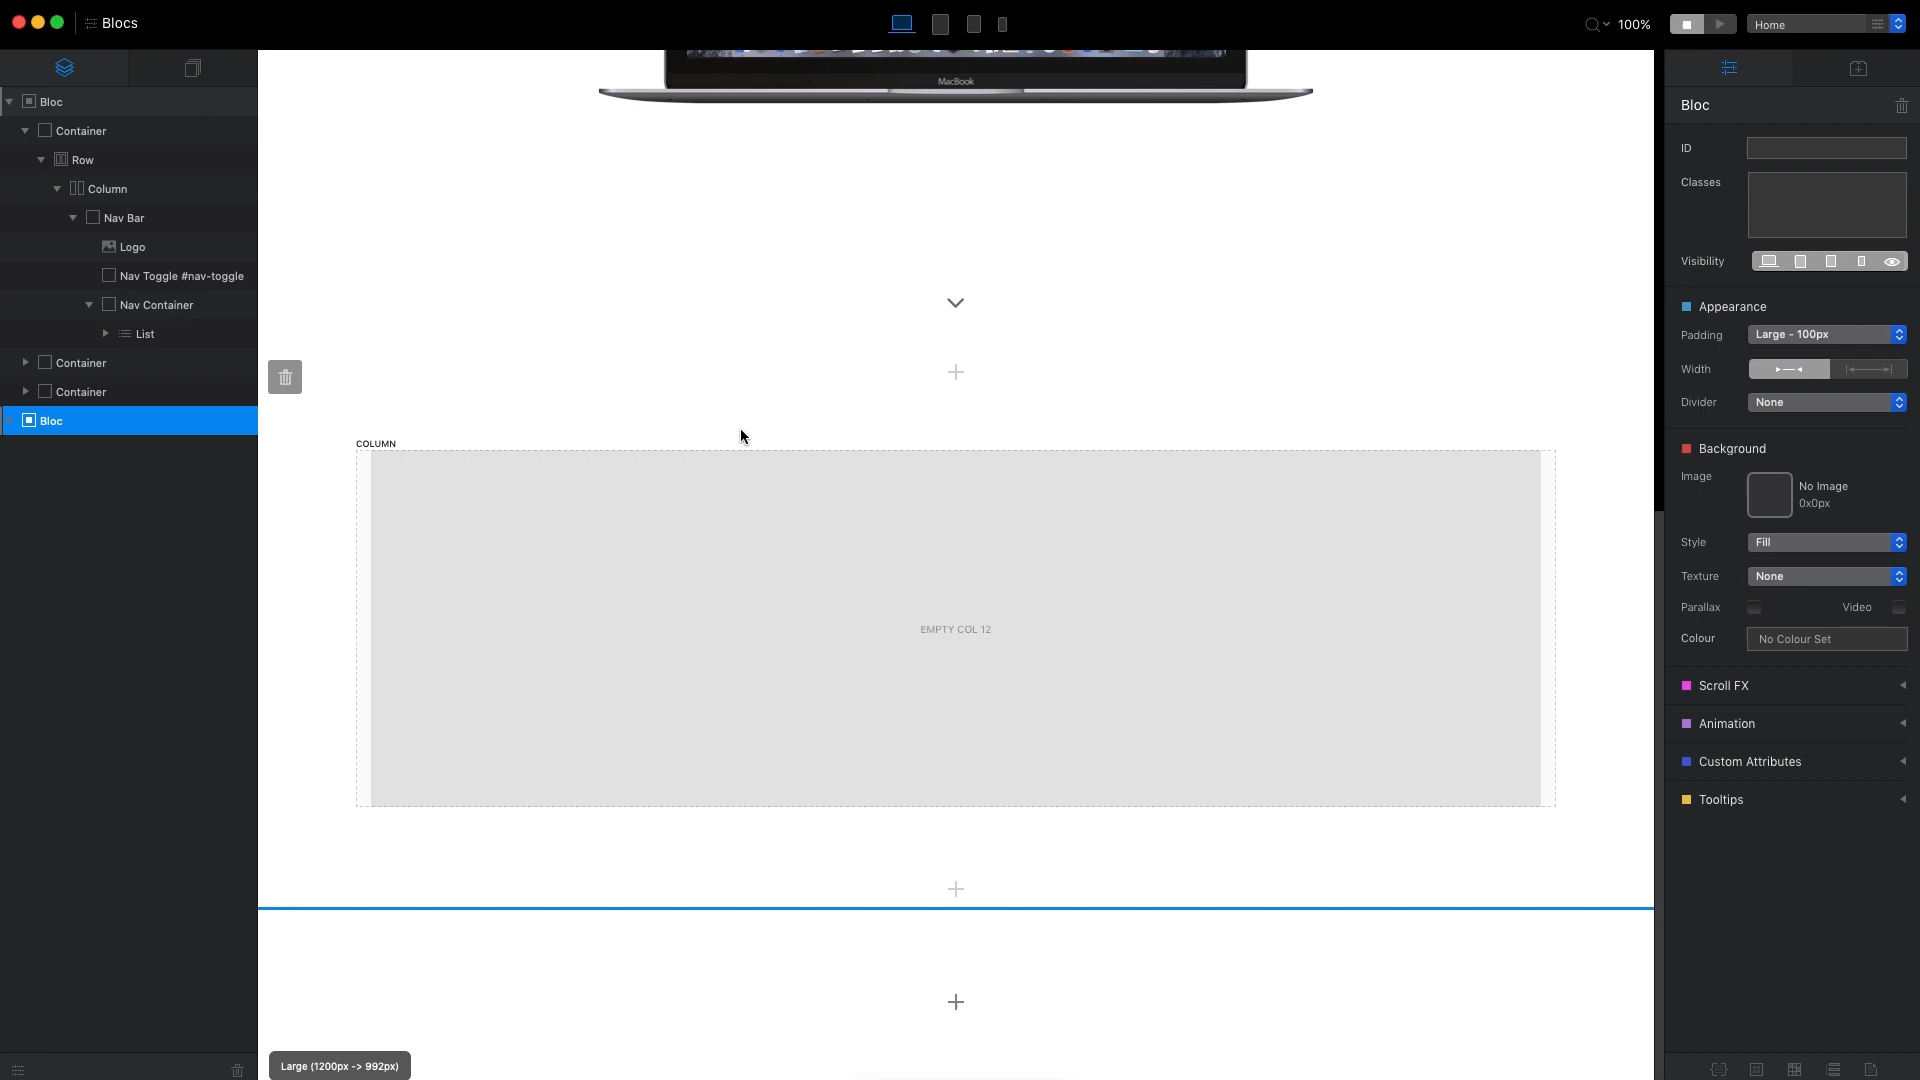 Blocs
100%
Home
Bloc
Container
Row
Column
Nav Bar
Logo
Nav Toggle #nav-toggle
Nav Container
List
Container
Container
Bloc
MacBook
COLUMN
EMPTY COL 12
Large (1200px -> 992px)
Bloc
ID
Classes
Visibility
Appearance
Padding Large - 100px
Width
Divider None
Background
Image No Image
0x0px
Style Fill
Texture None
Parallax Video
Colour No Colour Set
Scroll FX
Animation
Custom Attributes
Tooltips